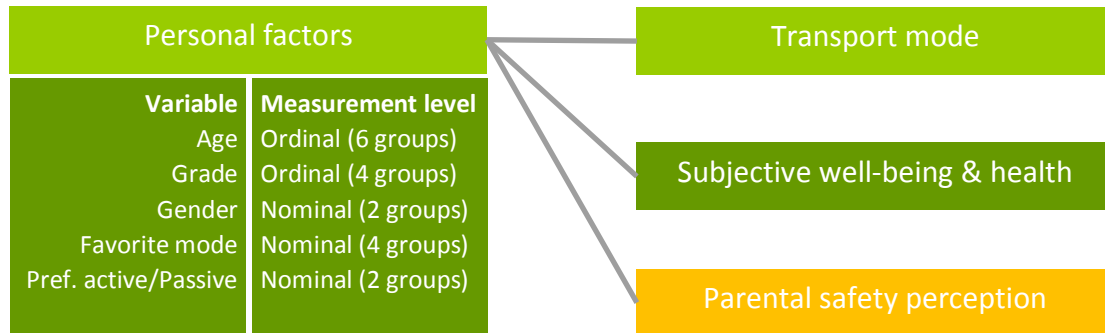 Personal factors
Variable Measurement level
Age Ordinal (6 groups)
Grade Ordinal (4 groups)
Gender Nominal (2 groups)
Favorite mode Nominal (4 groups)
Pref. active/Passive Nominal (2 groups)
Transport mode
Subjective well-being & health
Parental safety perception